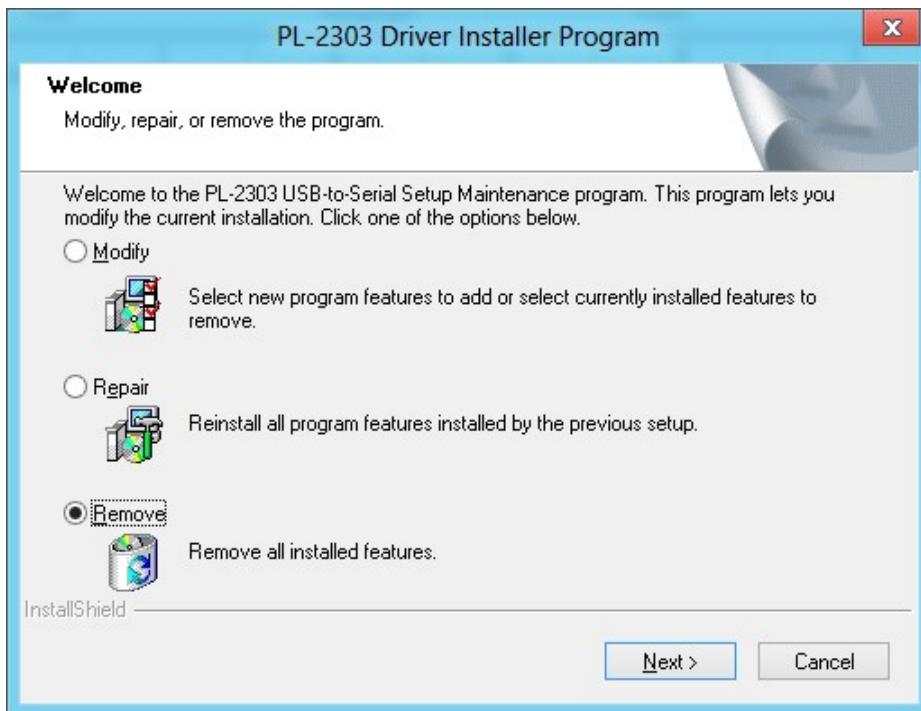 PL-2303 Driver Installer Program
Welcome
Modify, repair, or remove the program.
Welcome to the PL-2303 USB-to-Serial Setup Maintenance program. This program lets you
modify the current installation. Click one of the options below.
Modify
Select new program features to add or select currently installed features to
remove.
Repair
Reinstall all program features installed by the previous setup.
Remove
Remove all installed features.
InstallShield
Next >
Cancel